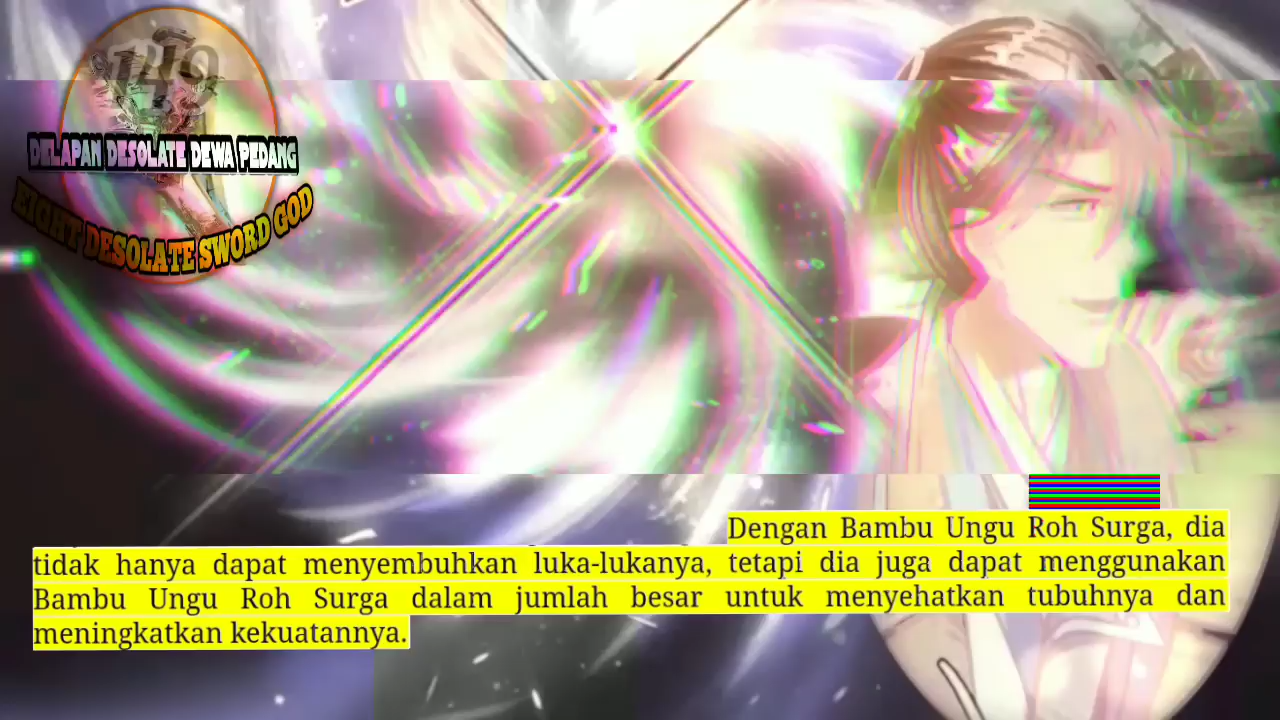 149
DELAPAN DESOLATE DEWA PEDANG
EIGHT DESOLATE SWORD GOD
Dengan Bambu Ungu Roh Surga, dia
tidak hanya dapat menyembuhkan luka-lukanya, tetapi dia juga dapat menggunakan
Bambu Ungu Roh Surga dalam jumlah besar untuk menyehatkan tubuhnya dan
meningkatkan kekuatannya.